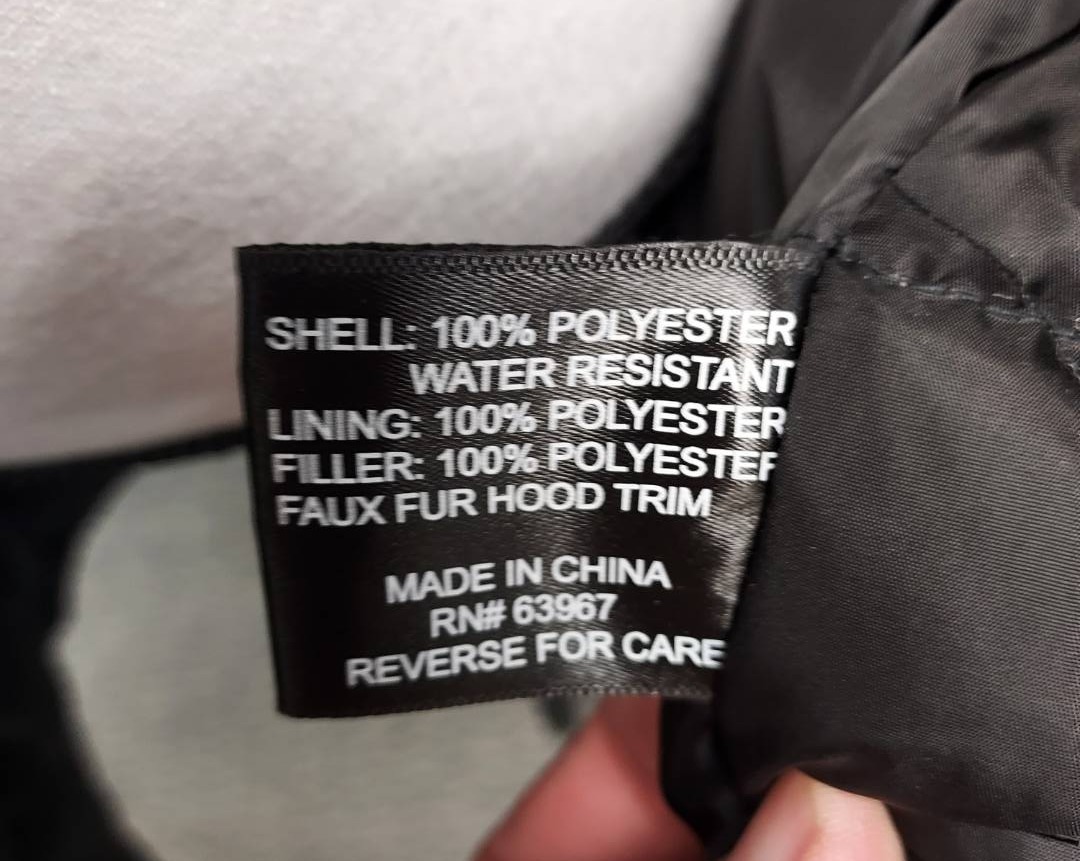 SHELL: 100% POLYESTER
WATER RESISTANT
LINING: 100% POLYESTER
FILLER: 100% POLYESTER
FAUX FUR HOOD TRIM
MADE IN CHINA
RN# 63967
REVERSE FOR CARE